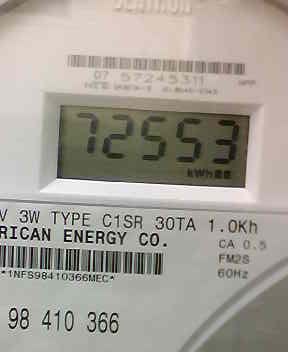 CENTRON
07 57245311
72553
kWh
V 3W TYPE C1SR 30TA 1.0Kh
RICAN ENERGY CO.
CA 0.5
FM2S
*1NFS98410366MEC*
60Hz
98 410 366